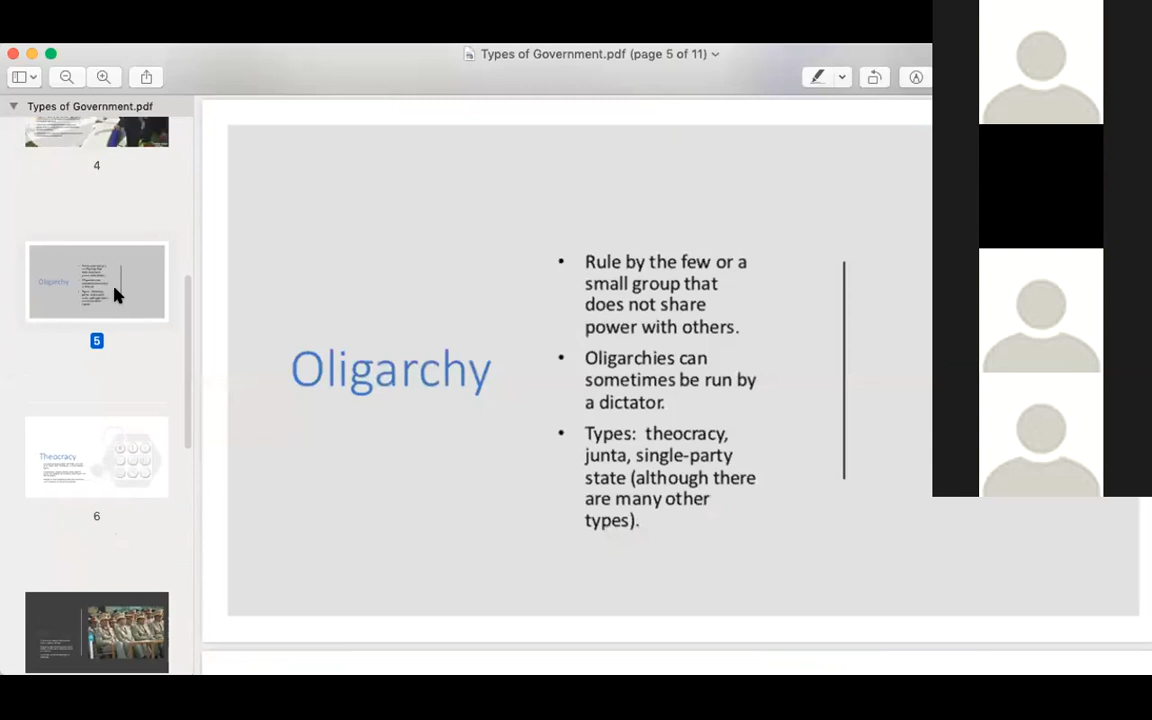 Types of Government.pdf (page 5 of 11)
Types of Government.pdf
4
Oligarchy
5
Theocracy
6
Oligarchy
• Rule by the few or a
small group that
does not share
power with others.
• Oligarchies can
sometimes be run by
a dictator.
• Types: theocracy,
junta, single-party
state (although there
are many other
types).